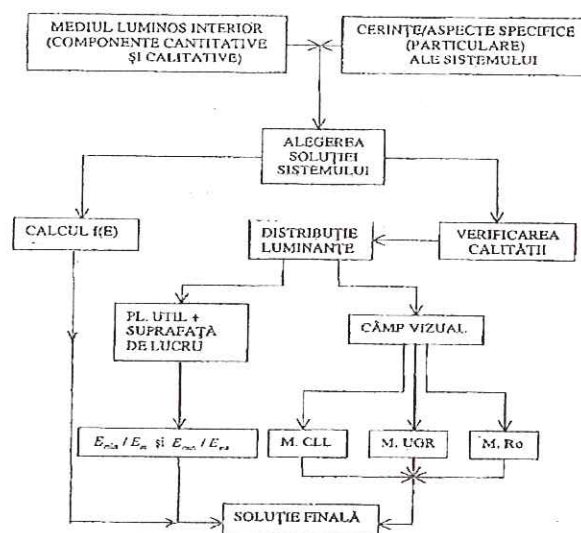 MEDIUL LUMINOS INTERIOR
(COMPONENTE CANTITATIVE
ŞI CALITATIVE)
CERINŢE/ASPECTE SPECIFICE
(PARTICULARE)
ALE SISTEMULUI
ALEGEREA
SOLUŢIEI
SISTEMULUI
CALCUL f(E)
DISTRIBUŢIE
LUMINANŢE
VERIFICAREA
CALITĂŢII
PL. UTIL +
SUPRAFAŢĂ
DE LUCRU
CÂMP VIZUAL
şi
M. CLL
M. UGR
M. Ro
SOLUŢIE FINALĂ